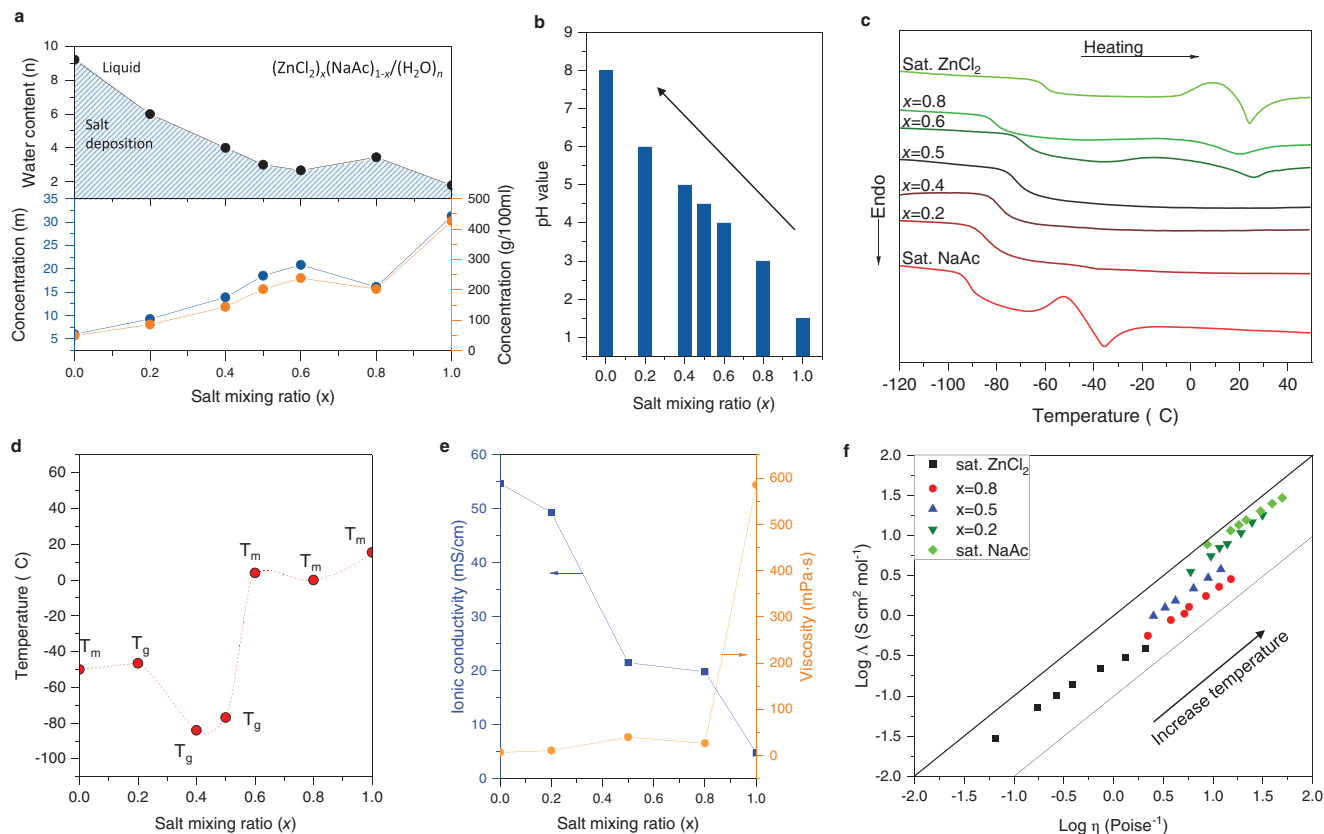 a
Water content (n)
10
8
6
4
2
Liquid
Salt
deposition
(ZnCl₂)ₓ(NaAc)₁₋ₓ/(H₂O)ₙ
Concentration (m)
35
30
25
20
15
10
5
500
400
300
200
100
0
Concentration (g/100ml)
0.0 0.2 0.4 0.6 0.8 1.0
Salt mixing ratio (x)
b
pH value
9
8
7
6
5
4
3
2
1
0.0 0.2 0.4 0.6 0.8 1.0
Salt mixing ratio (x)
c
Heating
Sat. ZnCl₂
x=0.8
x=0.6
x=0.5
x=0.4
x=0.2
Sat. NaAc
Endo
-120 -100 -80 -60 -40 -20 0 20 40
Temperature ( C)
d
Temperature ( C)
60
40
20
0
-20
-40
-60
-80
-100
Tm
Tg
Tg
Tg
Tm
Tm
Tm
0.0 0.2 0.4 0.6 0.8 1.0
Salt mixing ratio (x)
e
Ionic conductivity (mS/cm)
60
50
40
30
20
10
0
600
500
400
300
200
100
0
Viscosity (mPa·s)
0.0 0.2 0.4 0.6 0.8 1.0
Salt mixing ratio (x)
f
Log Λ (S cm² mol⁻¹)
2.0
1.5
1.0
0.5
0.0
-0.5
-1.0
-1.5
-2.0
sat. ZnCl₂
x=0.8
x=0.5
x=0.2
sat. NaAc
Increase temperature
-2.0 -1.5 -1.0 -0.5 0.0 0.5 1.0 1.5 2.0
Log η (Poise⁻¹)